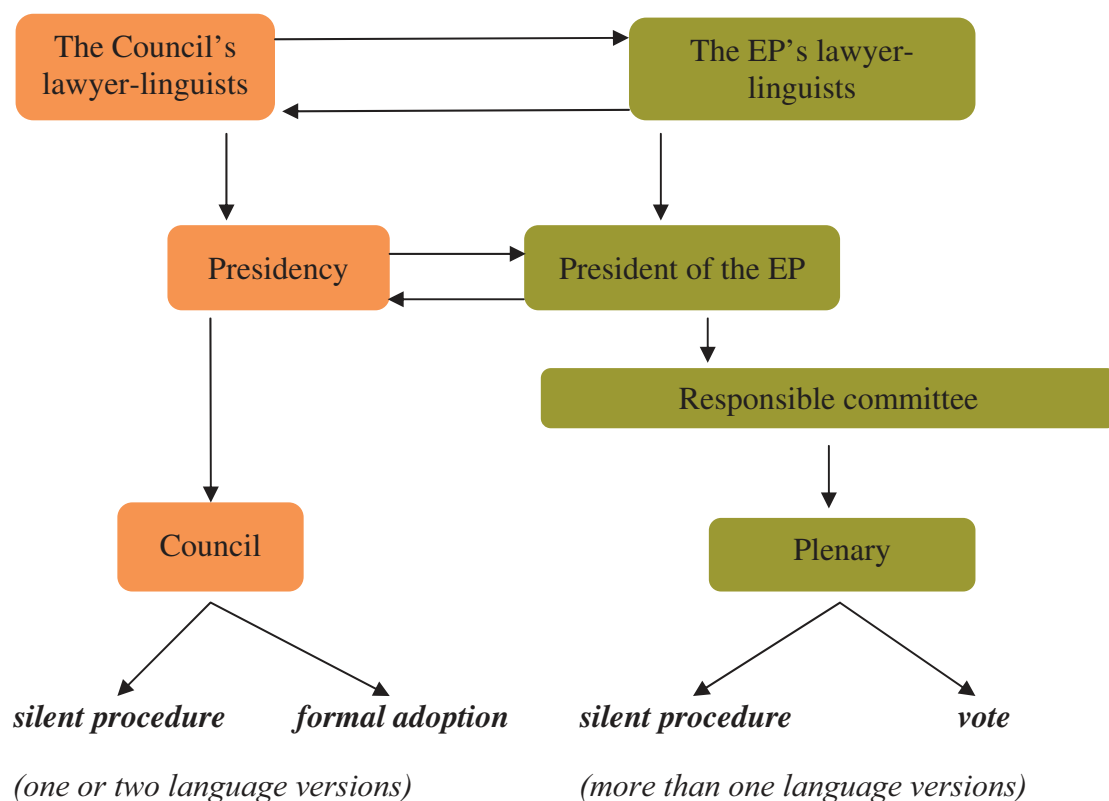 The Council’s
lawyer-linguists
The EP’s lawyer-
linguists
Presidency
President of the EP
Responsible committee
Council
Plenary
silent procedure
formal adoption
silent procedure
vote
(one or two language versions)
(more than one language versions)